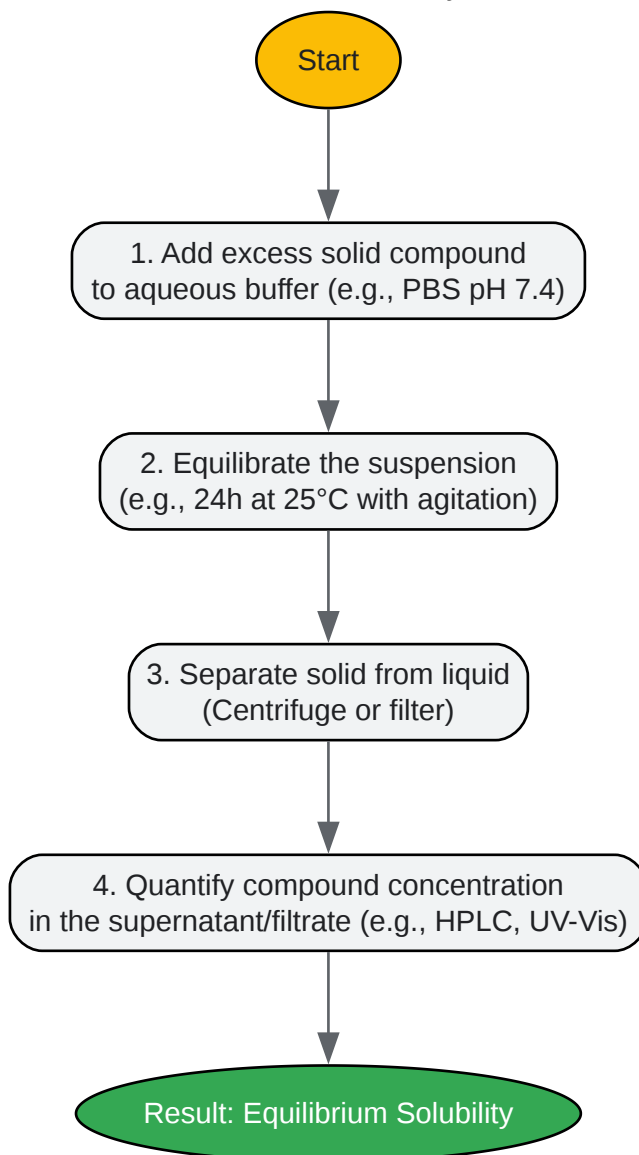 Start
1. Add excess solid compound
to aqueous buffer (e.g., PBS pH 7.4)
2. Equilibrate the suspension
(e.g., 24h at 25°C with agitation)
3. Separate solid from liquid
(Centrifuge or filter)
4. Quantify compound concentration
in the supernatant/filtrate (e.g., HPLC, UV-Vis)
Result: Equilibrium Solubility